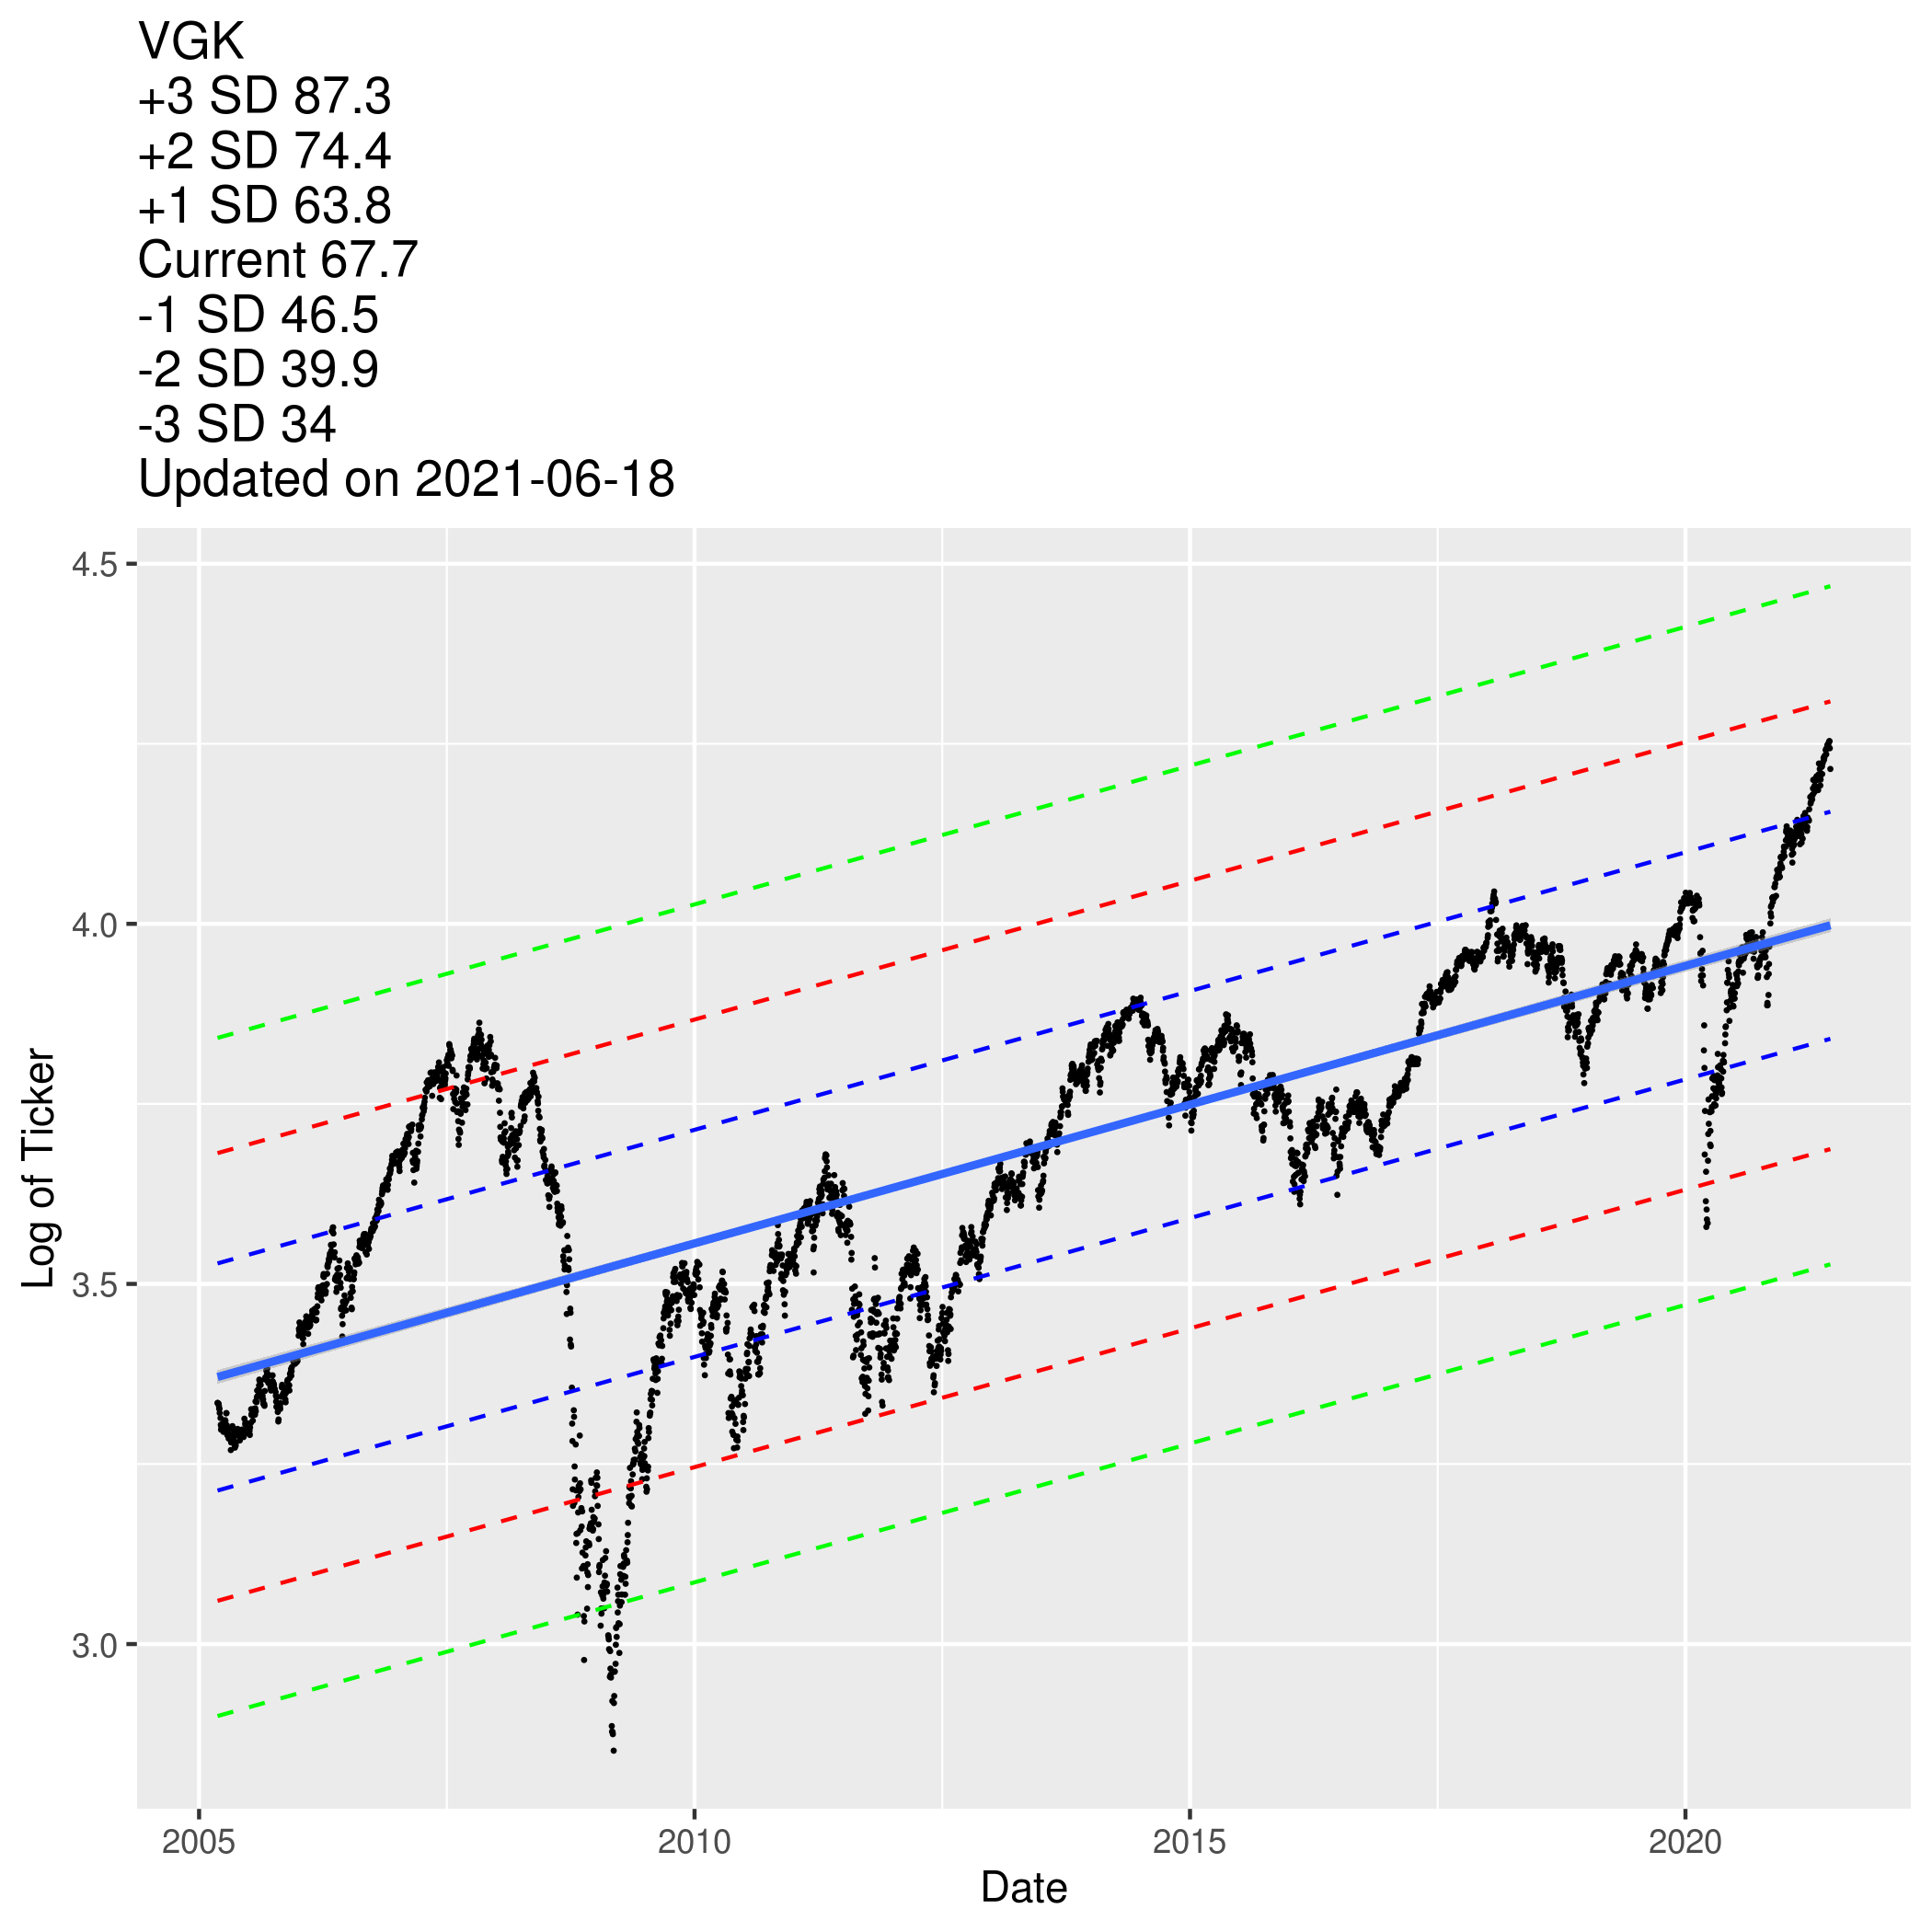 VGK
+3 SD 87.3
+2 SD 74.4
+1 SD 63.8
Current 67.7
-1 SD 46.5
-2 SD 39.9
-3 SD 34
Updated on 2021-06-18
4.5
4.0
3.5
3.0
Log of Ticker
2005
2010
2015
2020
Date